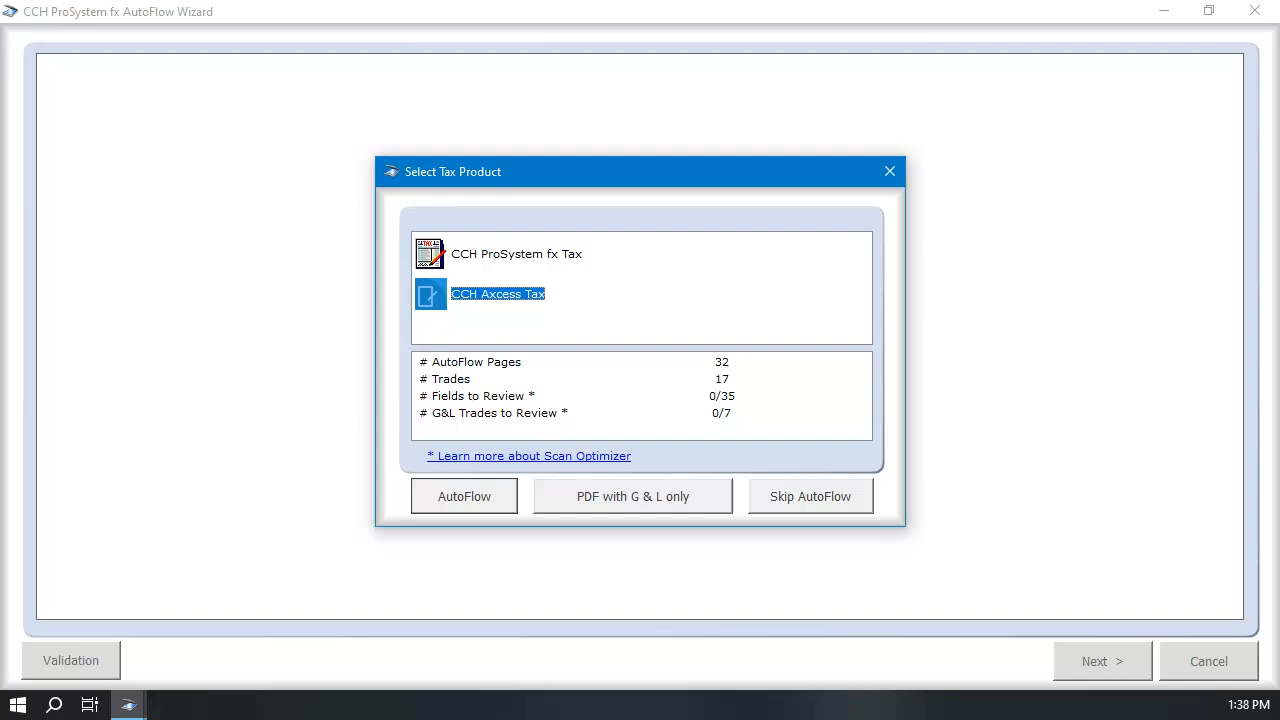 CCH ProSystem fx AutoFlow Wizard
Select Tax Product
CCH ProSystem fx Tax
CCH Axcess Tax
# AutoFlow Pages 32
# Trades 17
# Fields to Review * 0/35
# G&L Trades to Review * 0/7
* Learn more about Scan Optimizer
AutoFlow PDF with G & L only Skip AutoFlow
Validation Next > Cancel
1:38 PM